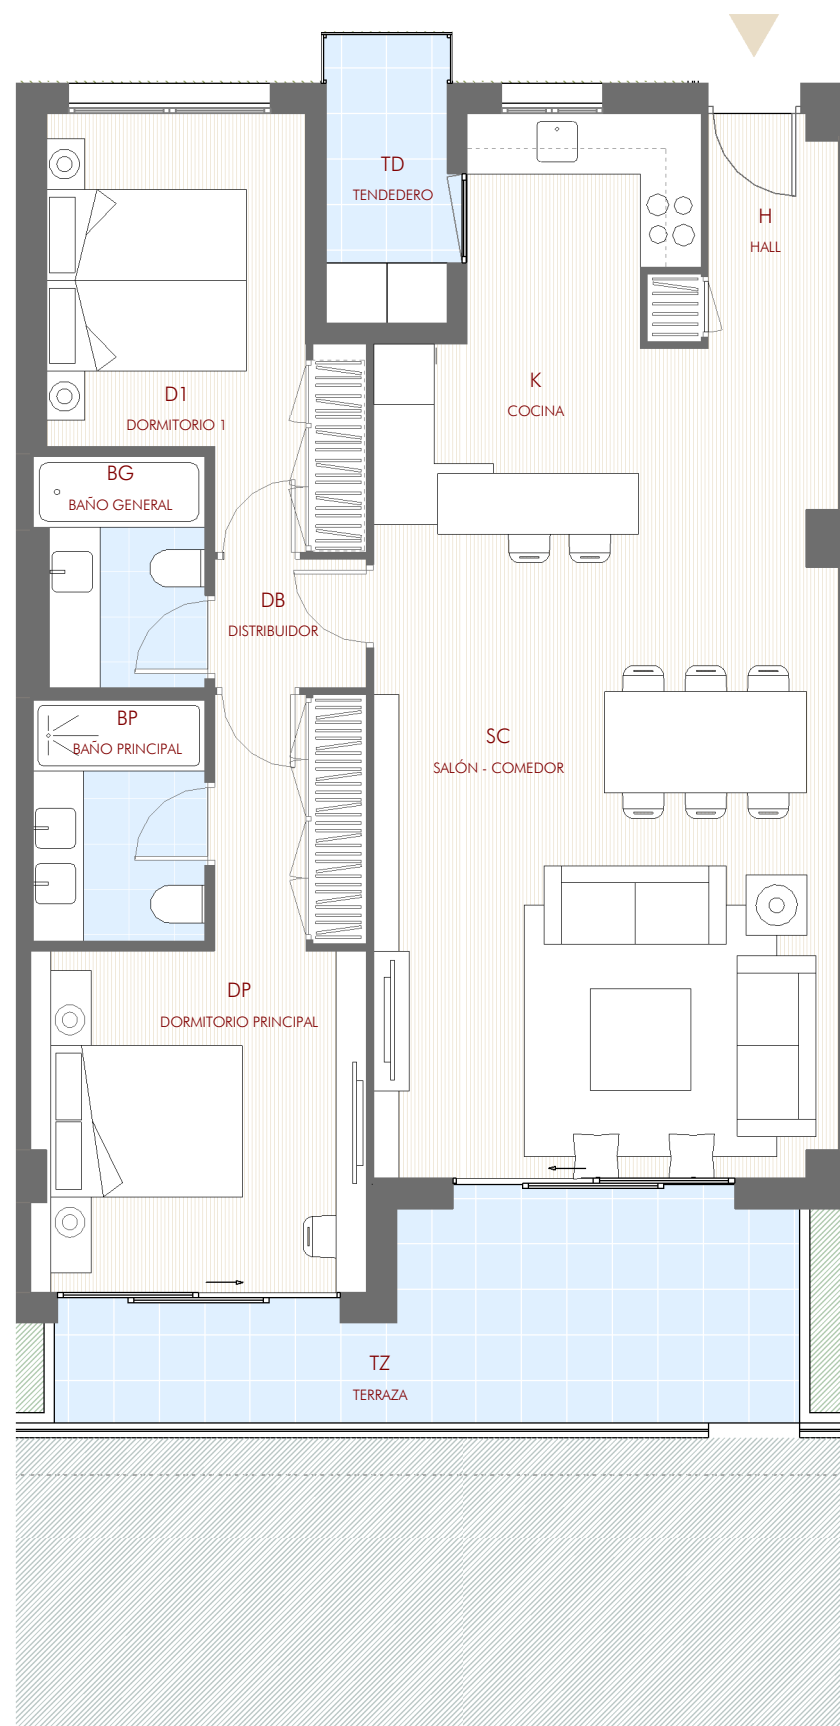 TD
TENDEDERO
H
HALL
K
COCINA
D1
DORMITORIO 1
BG
BAÑO GENERAL
DB
DISTRIBUIDOR
BP
BAÑO PRINCIPAL
SC
SALÓN - COMEDOR
DP
DORMITORIO PRINCIPAL
TZ
TERRAZA